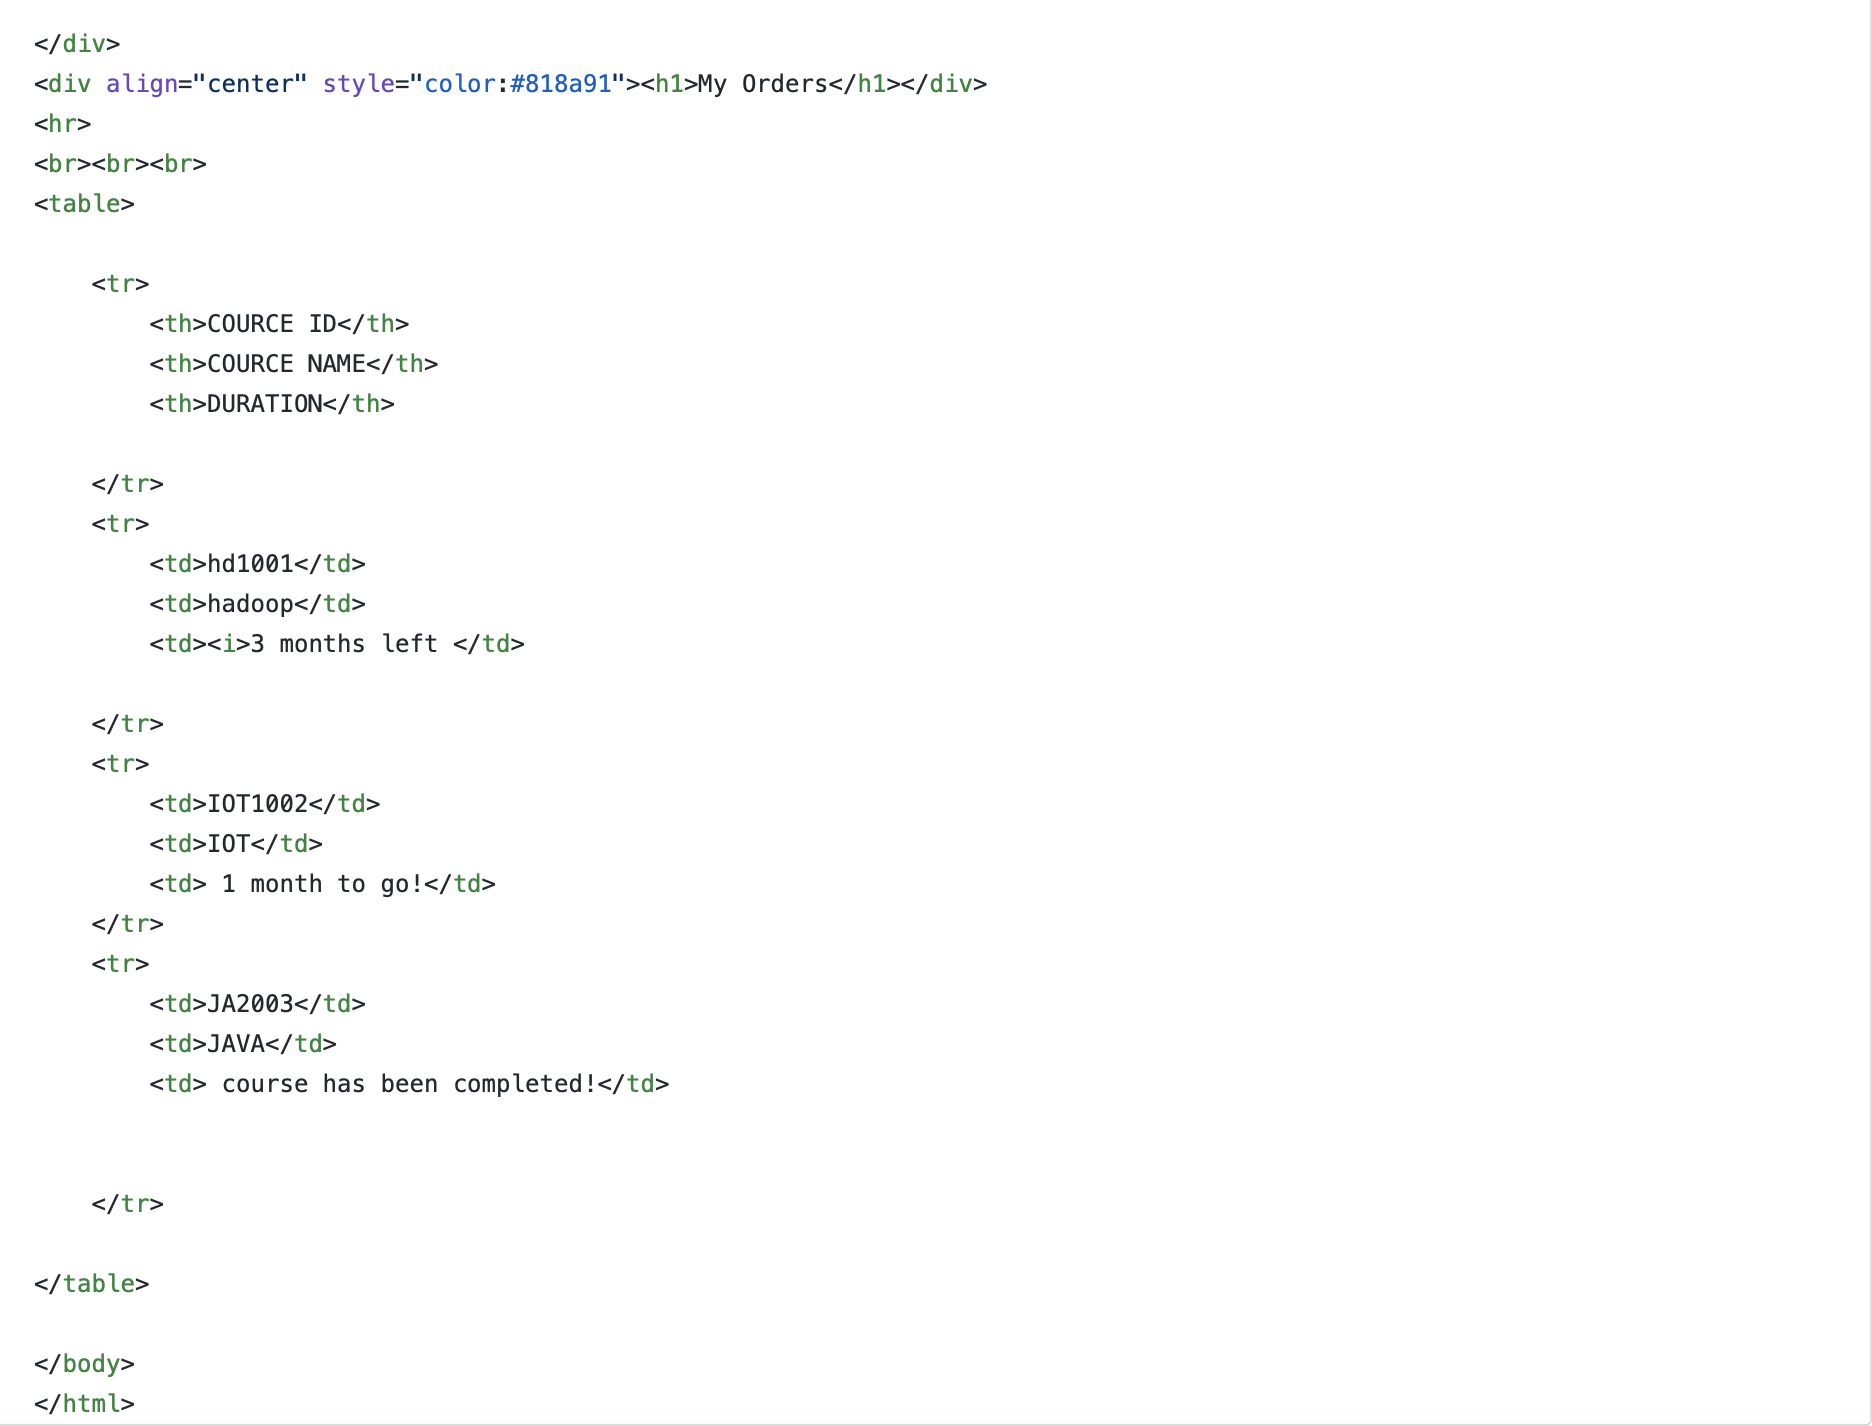 </div>
<div align="center" style="color:#818a91"><h1>My Orders</h1></div>
<hr>
<br><br><br>
<table>
<tr>
<th>COURCE ID</th>
<th>COURCE NAME</th>
<th>DURATION</th>
</tr>
<tr>
<td>hd1001</td>
<td>hadoop</td>
<td><i>3 months left </td>
</tr>
<tr>
<td>IOT1002</td>
<td>IOT</td>
<td> 1 month to go!</td>
</tr>
<tr>
<td>JA2003</td>
<td>JAVA</td>
<td> course has been completed!</td>
</tr>
</table>
</body>
</html>